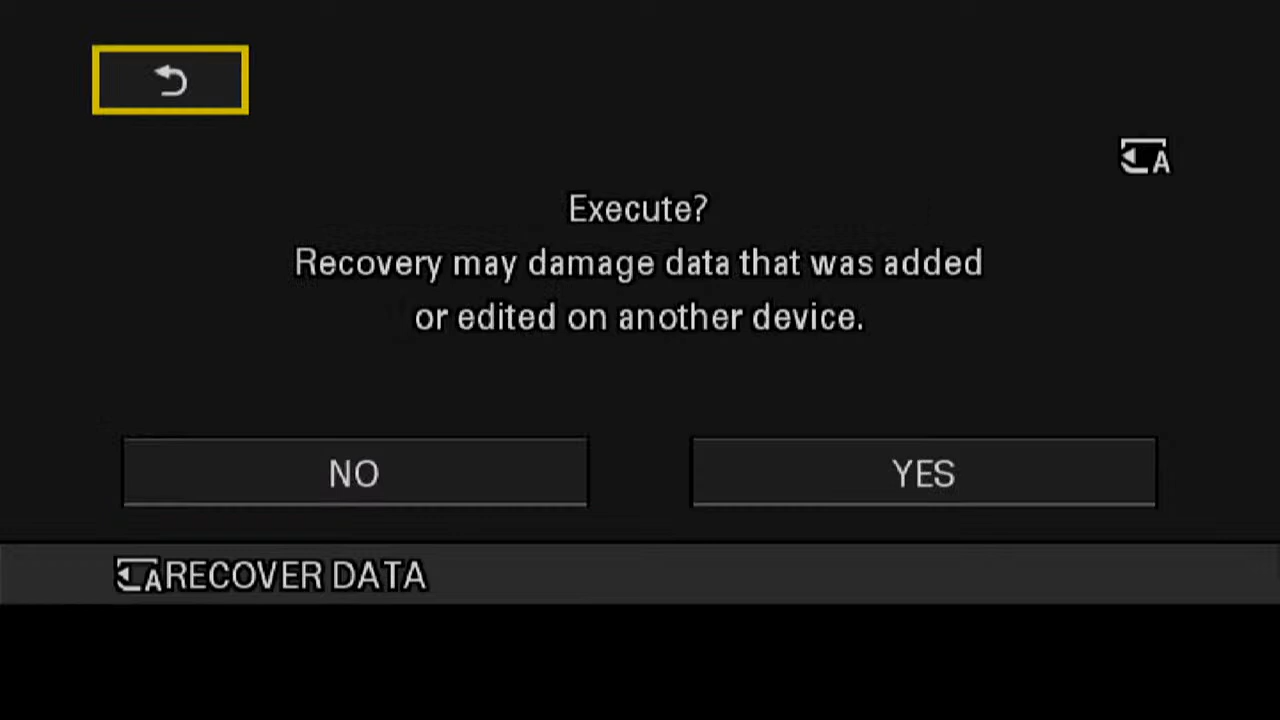 A
Execute?
Recovery may damage data that was added
or edited on another device.
NO
YES
A RECOVER DATA